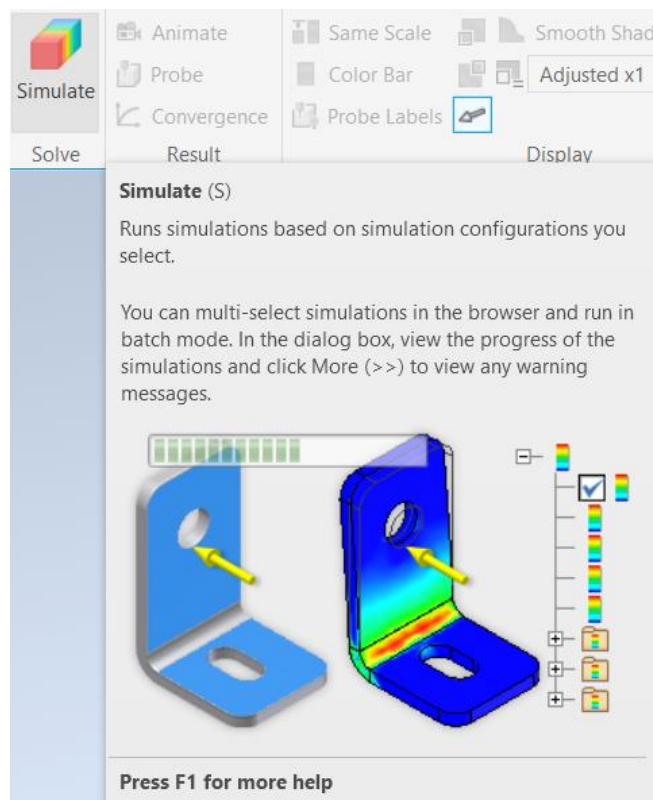 Simulate
Solve
Animate
Probe
Convergence
Result
Same Scale
Color Bar
Probe Labels
Smooth Shad
Adjusted x1
Display
Simulate (S)
Runs simulations based on simulation configurations you
select.
You can multi-select simulations in the browser and run in
batch mode. In the dialog box, view the progress of the
simulations and click More (>>) to view any warning
messages.
Press F1 for more help